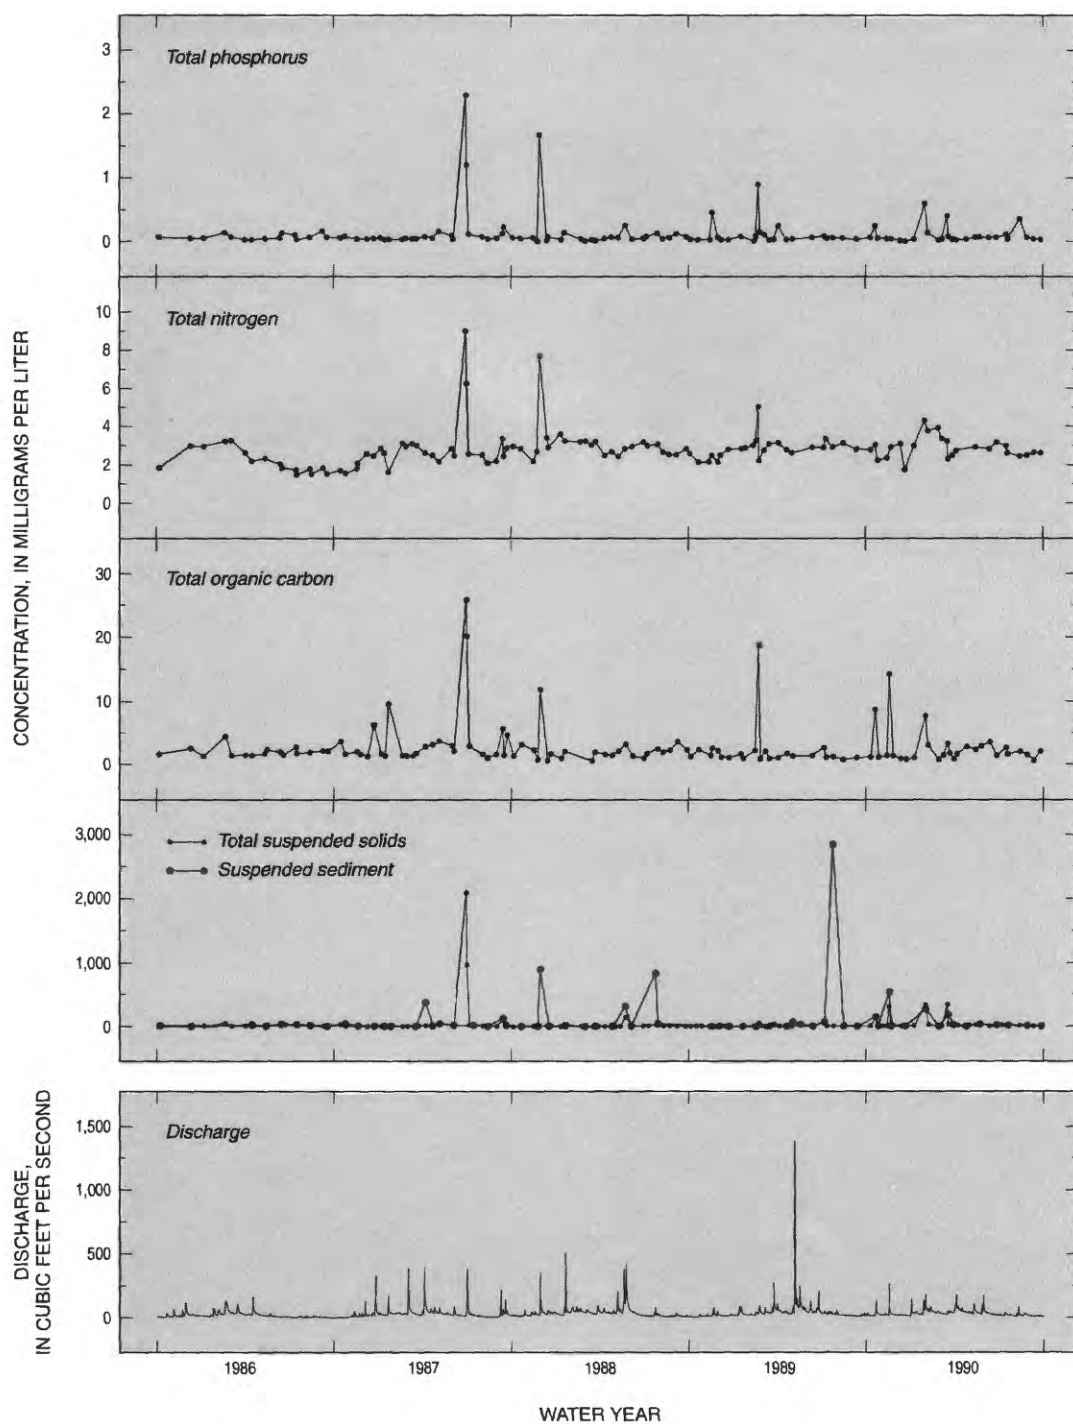 Total phosphorus
3
2
1
0
Total nitrogen
10
8
6
4
2
0
CONCENTRATION, IN MILLIGRAMS PER LITER
Total organic carbon
30
20
10
0
3,000
2,000
1,000
0
Total suspended solids
Suspended sediment
DISCHARGE,
IN CUBIC FEET PER SECOND
Discharge
1,500
1,000
500
0
1986 1987 1988 1989 1990
WATER YEAR